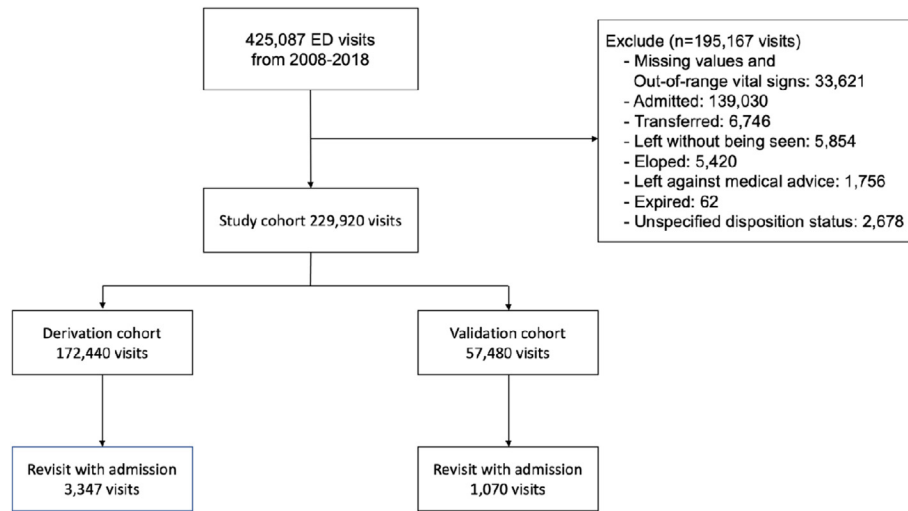 425,087 ED visits
from 2008-2018
Exclude (n=195,167 visits)
- Missing values and
Out-of-range vital signs: 33,621
- Admitted: 139,030
- Transferred: 6,746
- Left without being seen: 5,854
- Eloped: 5,420
- Left against medical advice: 1,756
- Expired: 62
- Unspecified disposition status: 2,678
Study cohort 229,920 visits
Derivation cohort
172,440 visits
Validation cohort
57,480 visits
Revisit with admission
3,347 visits
Revisit with admission
1,070 visits